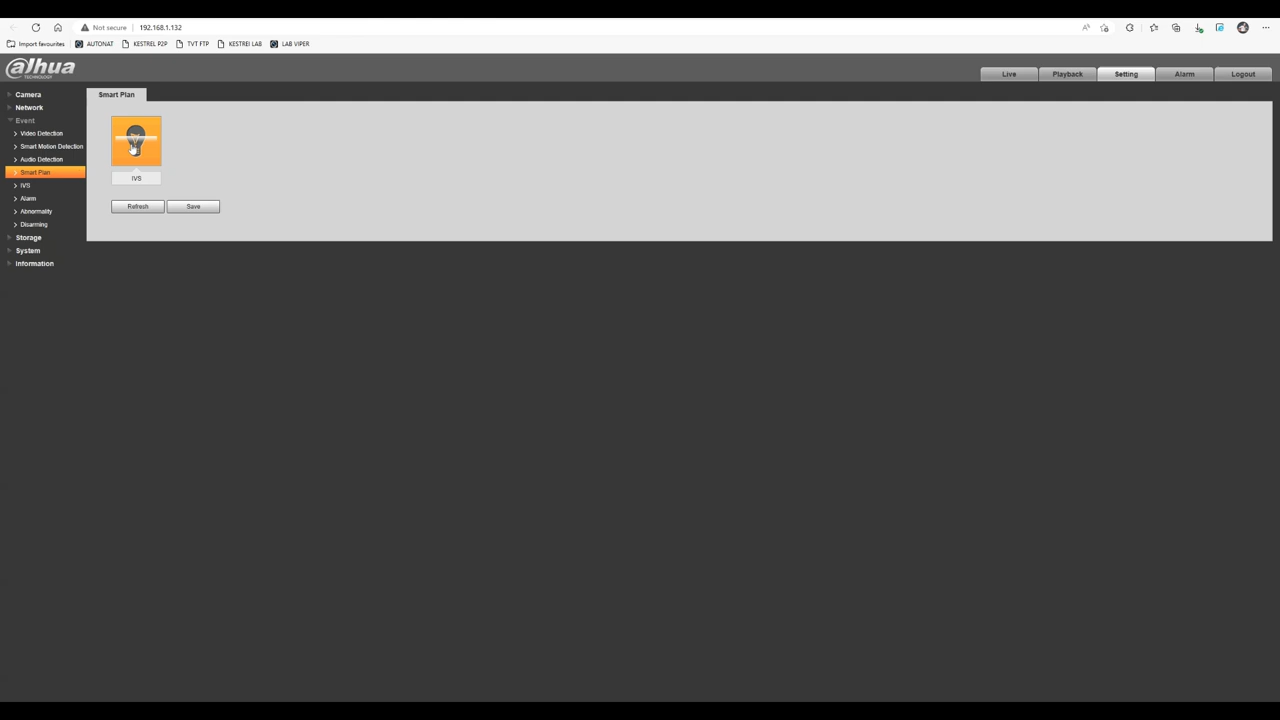 Not secure
192.168.1.132
Import favourites
AUTONAT
KESTREL P2P
TVT FTP
KESTREl LAB
LAB VIPER
alhua
TECHNOLOGY
Live
Playback
Setting
Alarm
Logout
Camera
Network
Event
Video Detection
Smart Motion Detection
Audio Detection
Smart Plan
IVS
Alarm
Abnormality
Disarming
Storage
System
Information
Smart Plan
IVS
Refresh
Save